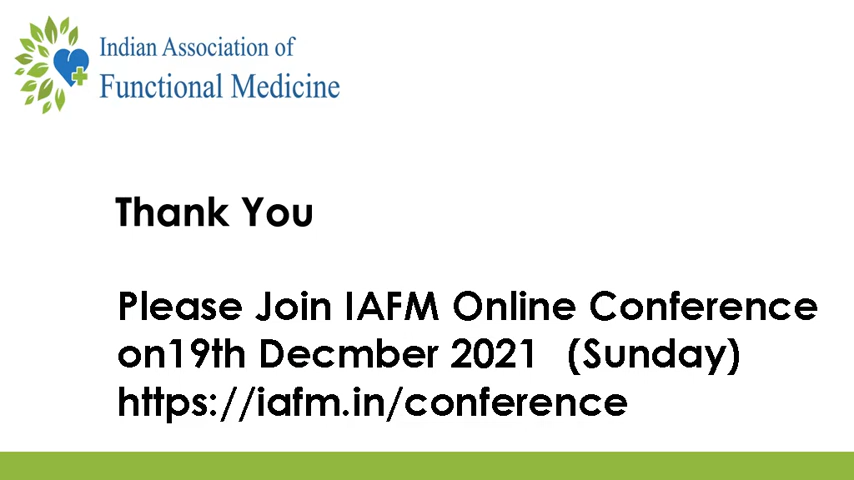 Indian Association of
Functional Medicine
Thank You
Please Join IAFM Online Conference
on19th Decmber 2021 (Sunday)
https://iafm.in/conference